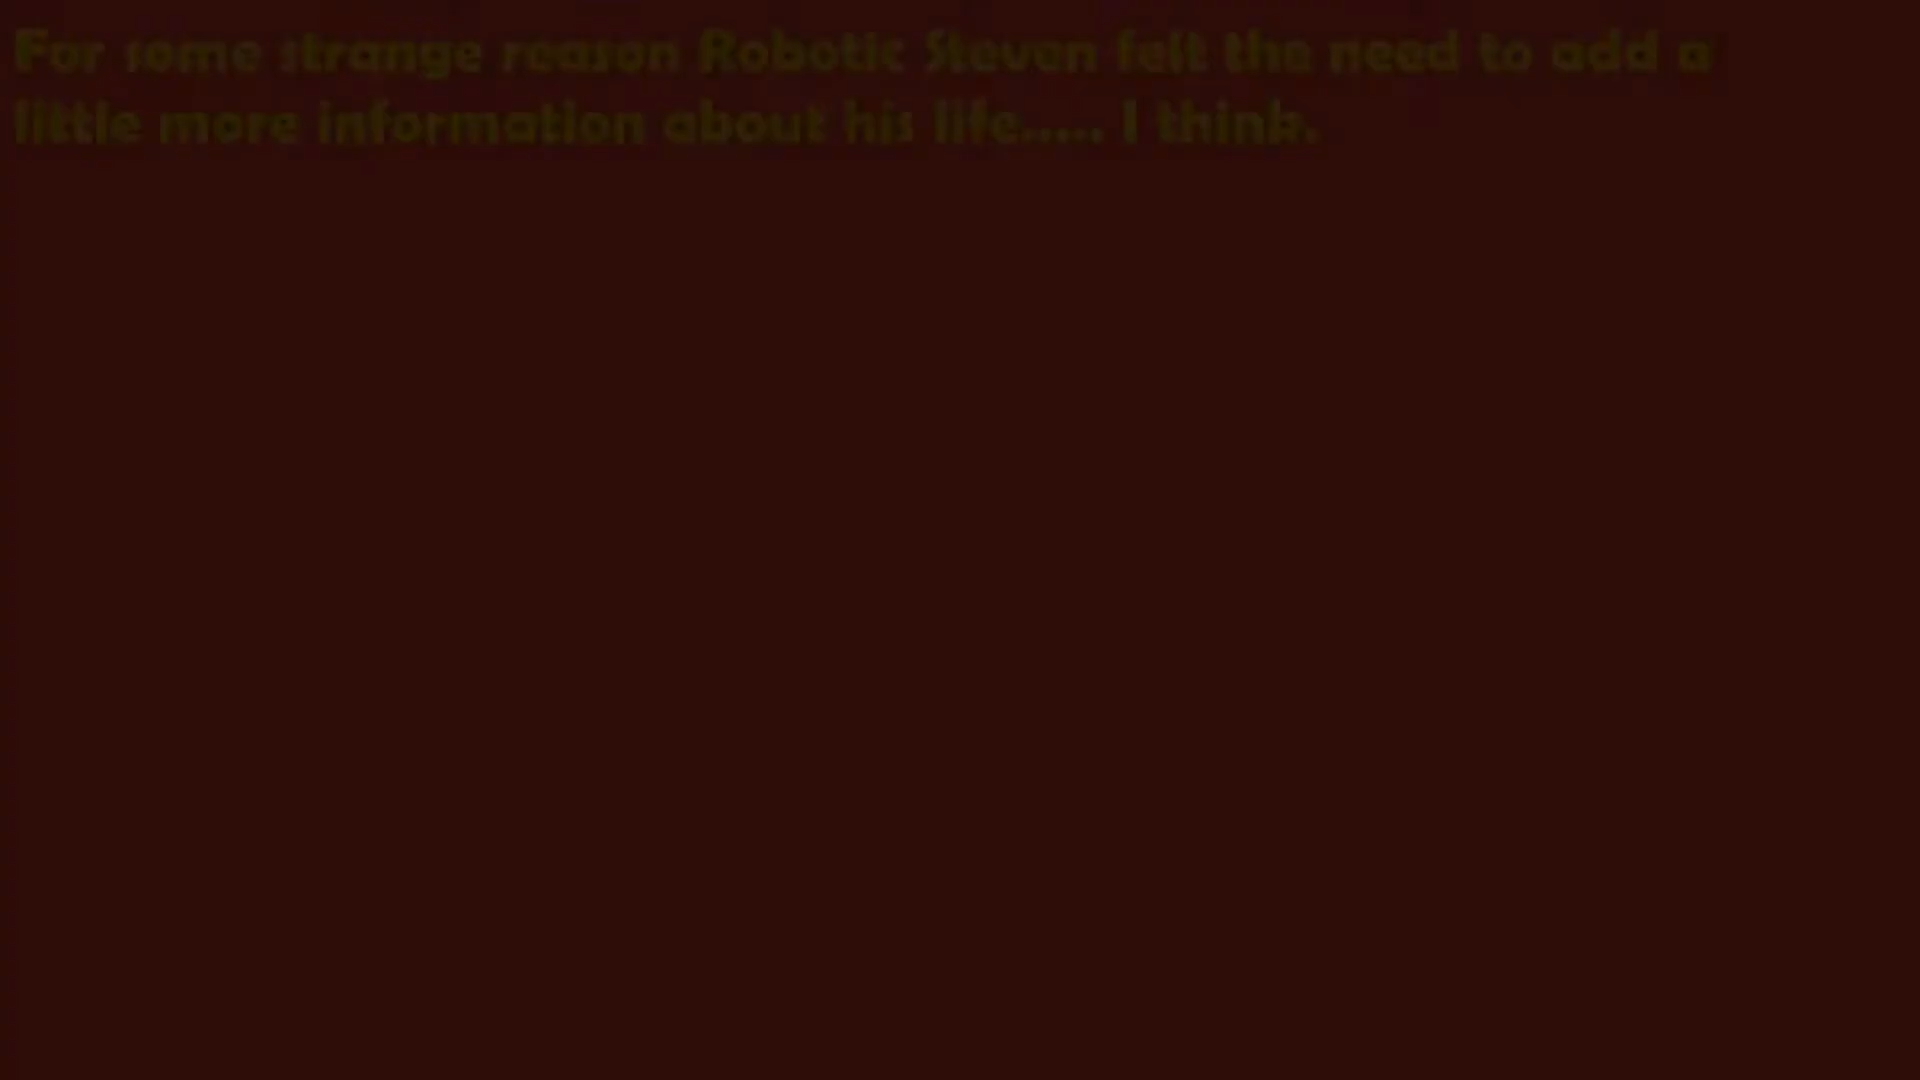 For some strange reason Robotic Steven felt the need to add a
little more information about his life..... I think.